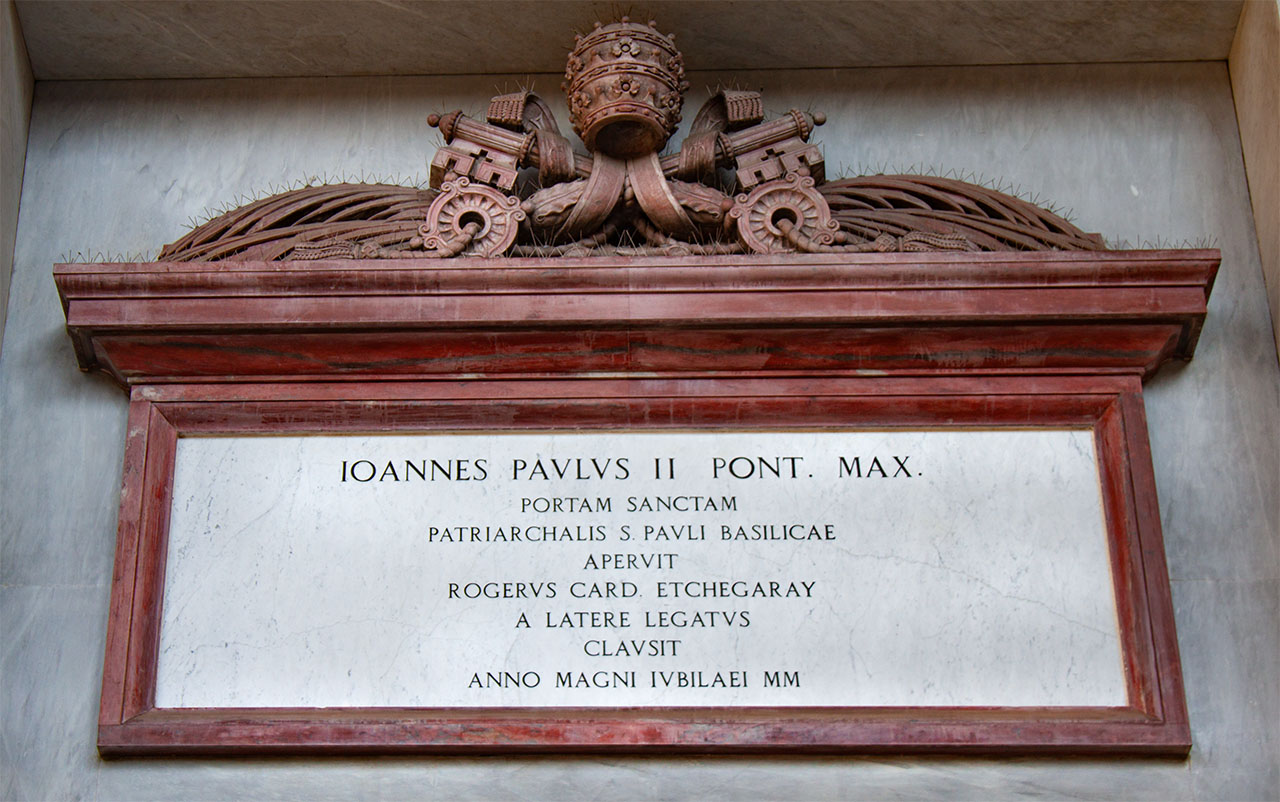 IOANNES PAVLVS II PONT. MAX.
PORTAM SANCTAM
PATRIARCHALIS S. PAVLI BASILICAE
APERVIT
ROGERVS CARD. ETCHEGARAY
A LATERE LEGATVS
CLAVSIT
ANNO MAGNI IVBILAEI MM